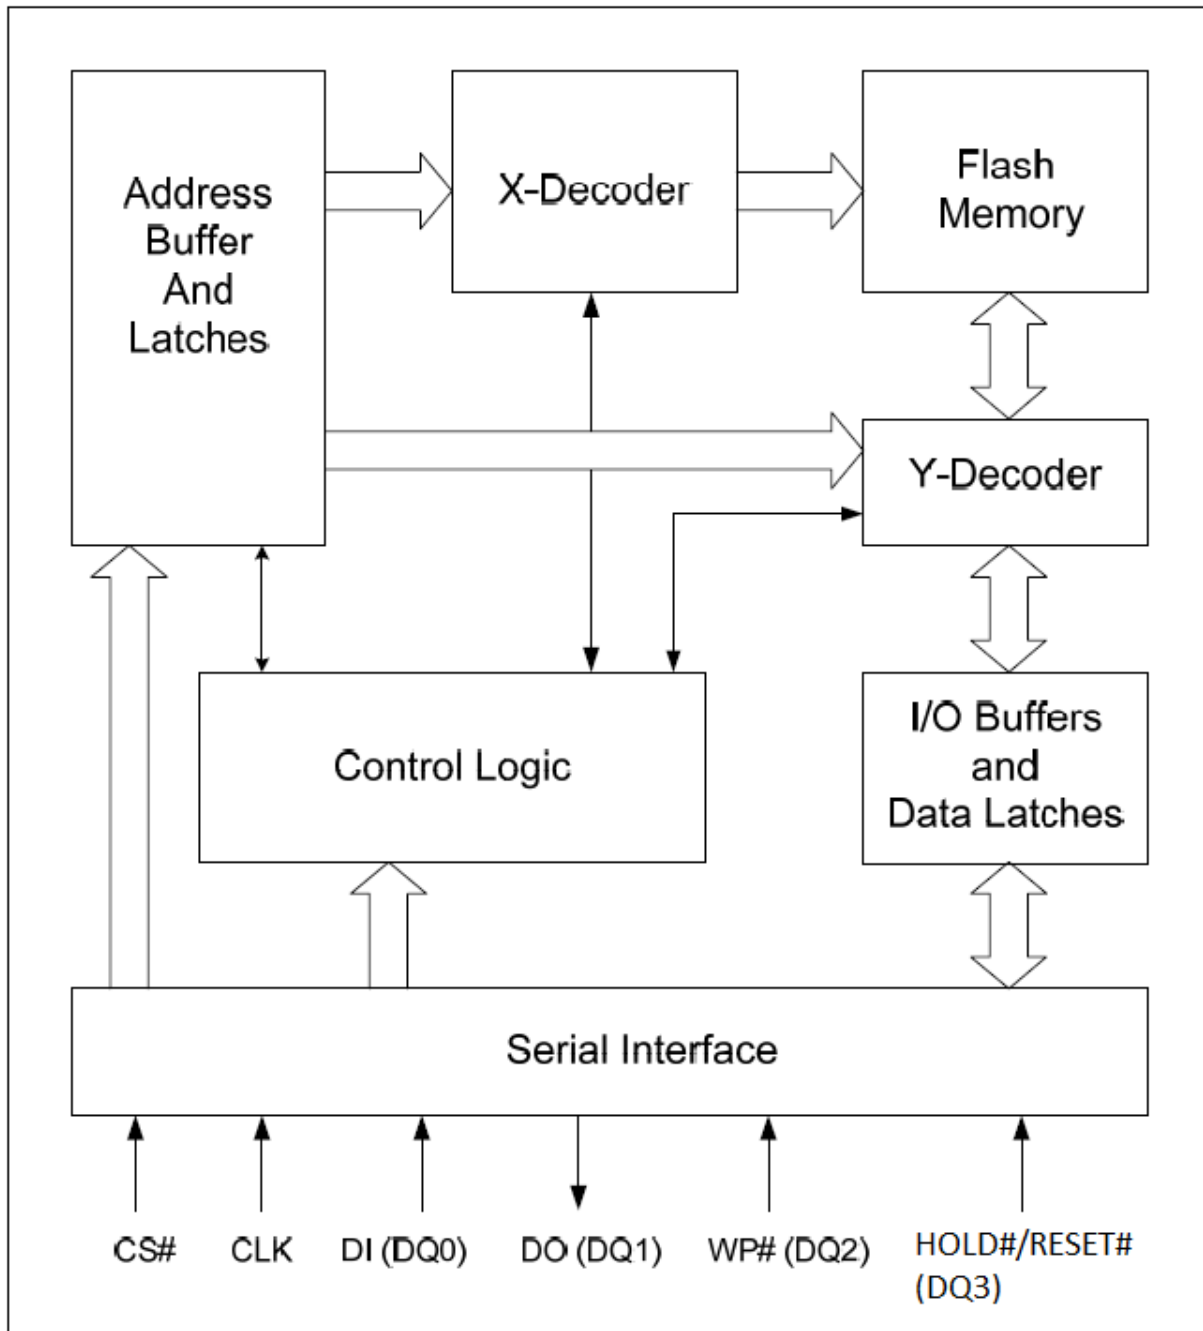 Address
Buffer
And
Latches
X-Decoder
Flash
Memory
Y-Decoder
Control Logic
I/O Buffers
and
Data Latches
Serial Interface
CS#
CLK
DI (DQ0)
DO (DQ1)
WP# (DQ2)
HOLD#/RESET#
(DQ3)